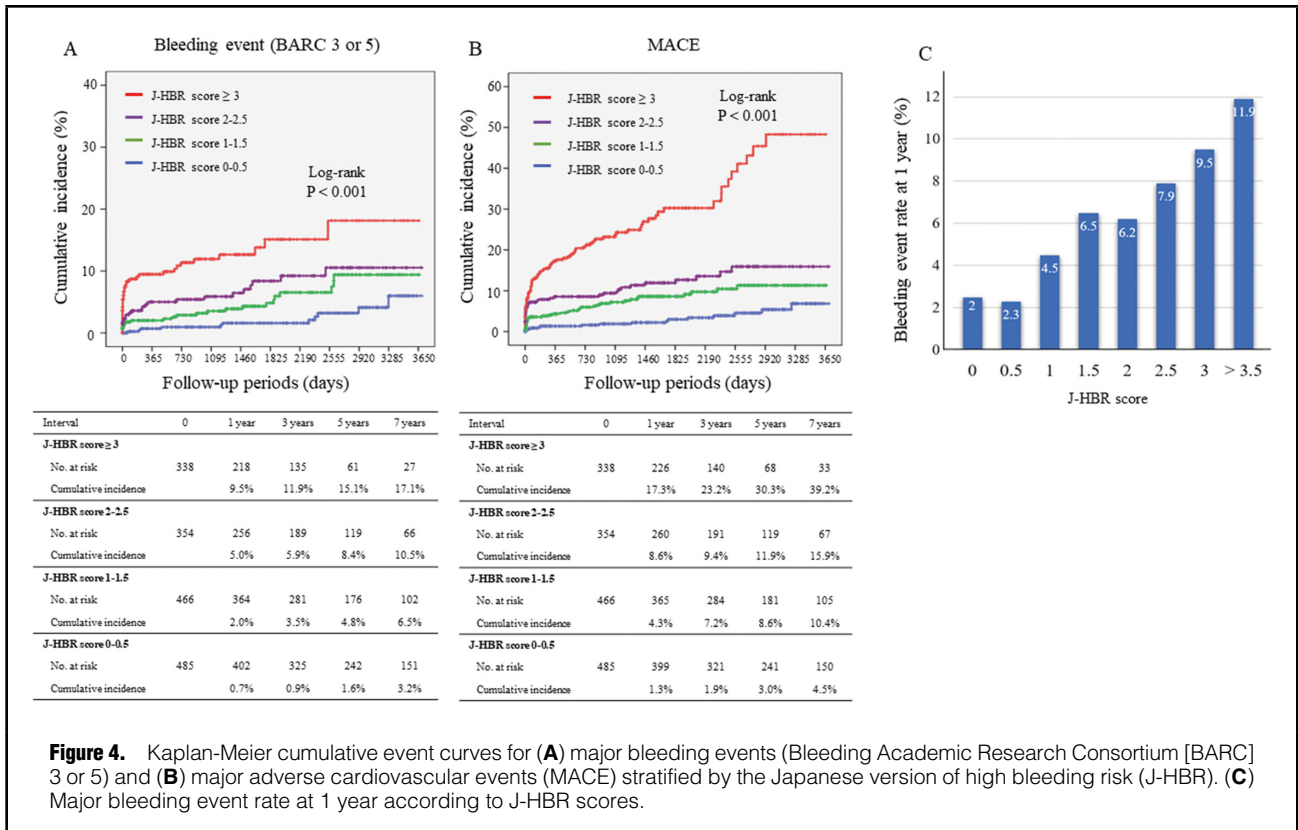 A
Bleeding event (BARC 3 or 5)
Cumulative incidence (%)
40
30
20
10
0
J-HBR score ≥ 3
J-HBR score 2-2.5
J-HBR score 1-1.5
J-HBR score 0-0.5
Log-rank
P < 0.001
0 365 730 1095 1460 1825 2190 2555 2920 3285 3650
Follow-up periods (days)
Interval 0 1 year 3 years 5 years 7 years
J-HBR score ≥ 3
No. at risk 338 218 135 61 27
Cumulative incidence 9.5% 11.9% 15.1% 17.1%
J-HBR score 2-2.5
No. at risk 354 256 189 119 66
Cumulative incidence 5.0% 5.9% 8.4% 10.5%
J-HBR score 1-1.5
No. at risk 466 364 281 176 102
Cumulative incidence 2.0% 3.5% 4.8% 6.5%
J-HBR score 0-0.5
No. at risk 485 402 325 242 151
Cumulative incidence 0.7% 0.9% 1.6% 3.2%
B
MACE
Cumulative incidence (%)
60
50
40
30
20
10
0
J-HBR score ≥ 3
J-HBR score 2-2.5
J-HBR score 1-1.5
J-HBR score 0-0.5
Log-rank
P < 0.001
0 365 730 1095 1460 1825 2190 2555 2920 3285 3650
Follow-up periods (days)
Interval 0 1 year 3 years 5 years 7 years
J-HBR score ≥ 3
No. at risk 338 226 140 68 33
Cumulative incidence 17.3% 23.2% 30.3% 39.2%
J-HBR score 2-2.5
No. at risk 354 260 191 119 67
Cumulative incidence 8.6% 9.4% 11.9% 15.9%
J-HBR score 1-1.5
No. at risk 466 365 284 181 105
Cumulative incidence 4.3% 7.2% 8.6% 10.4%
J-HBR score 0-0.5
No. at risk 485 399 321 241 150
Cumulative incidence 1.3% 1.9% 3.0% 4.5%
C
Bleeding event rate at 1 year (%)
12
10
8
6
4
2
0
2 2.3 4.5 6.5 6.2 7.9 9.5 11.9
0 0.5 1 1.5 2 2.5 3 > 3.5
J-HBR score
Figure 4. Kaplan-Meier cumulative event curves for (A) major bleeding events (Bleeding Academic Research Consortium [BARC]
3 or 5) and (B) major adverse cardiovascular events (MACE) stratified by the Japanese version of high bleeding risk (J-HBR). (C)
Major bleeding event rate at 1 year according to J-HBR scores.